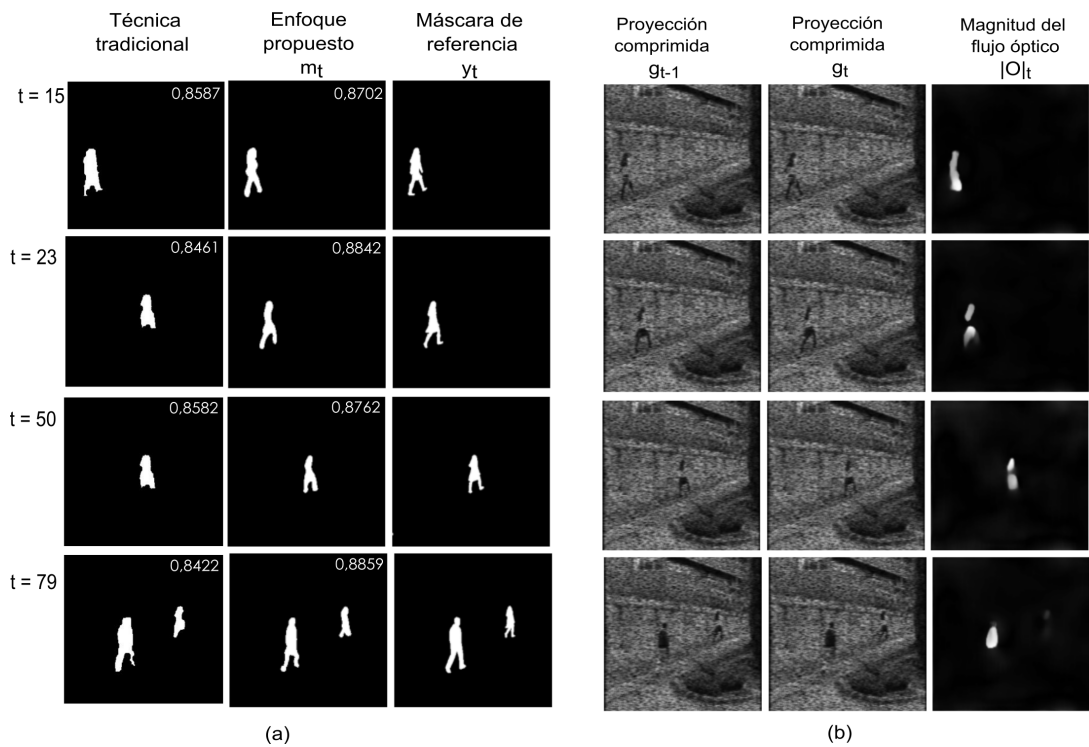 Técnica
tradicional
Enfoque
propuesto
mt
Máscara de
referencia
yt
t = 15
0,8587
0,8702
t = 23
0,8461
0,8842
t = 50
0,8582
0,8762
t = 79
0,8422
0,8859
(a)
Proyección
comprimida
gt-1
Proyección
comprimida
gt
Magnitud del
flujo óptico
|O|t
(b)